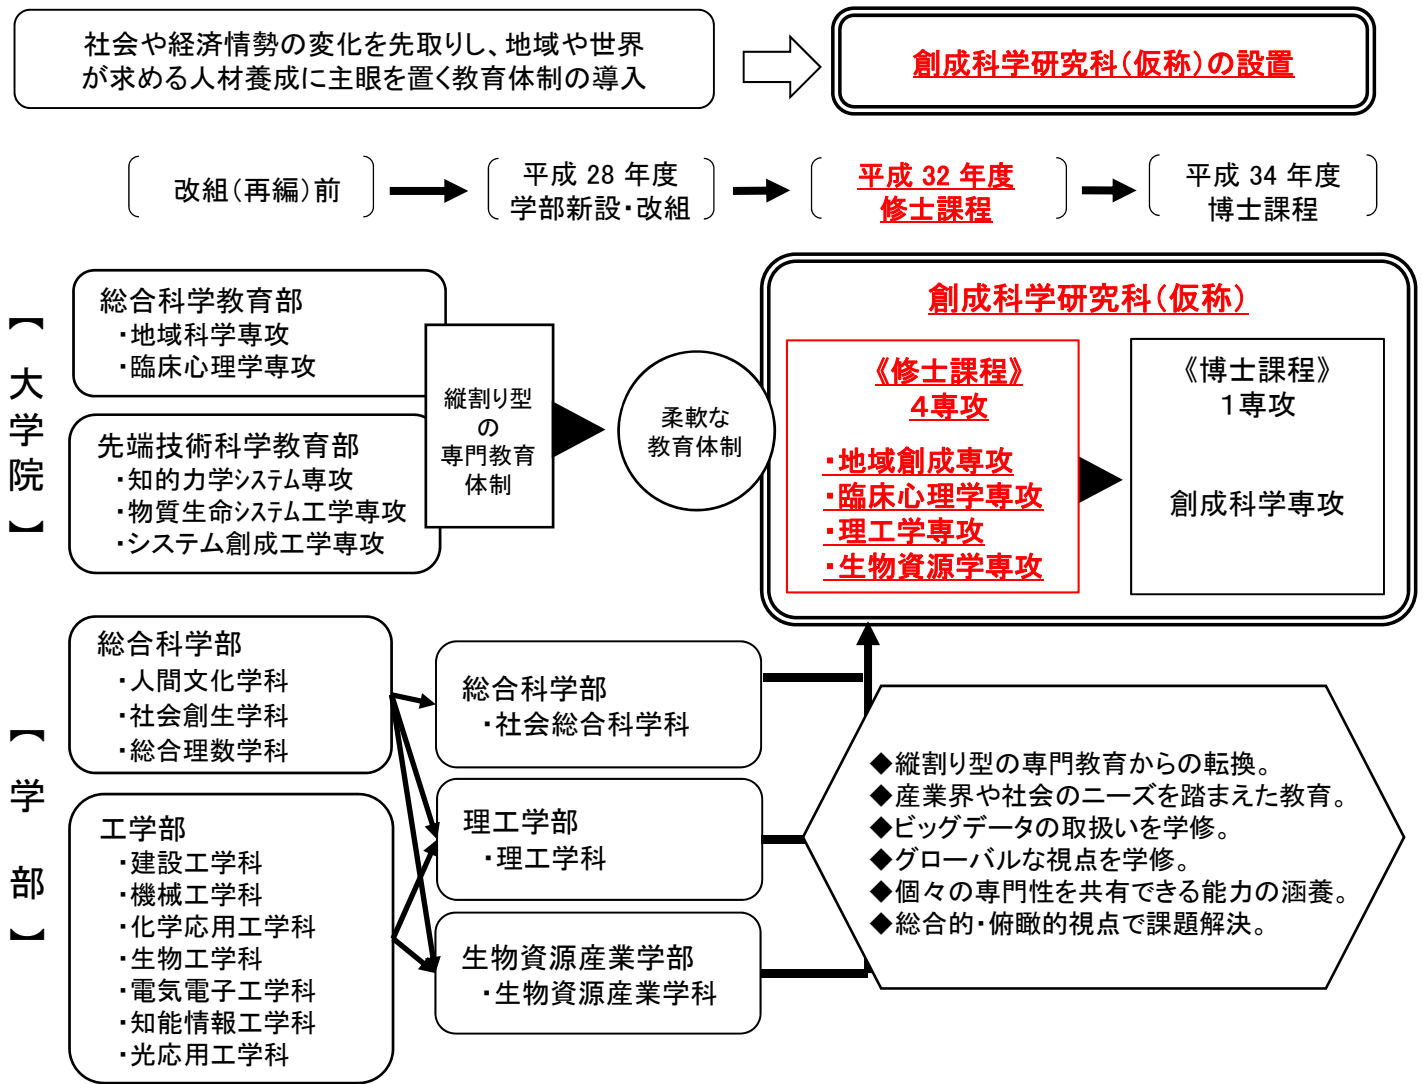 社会や経済情勢の変化を先取りし、地域や世界
が求める人材養成に主眼を置く教育体制の導入
創成科学研究科(仮称)の設置
改組(再編)前
平成 28 年度
学部新設・改組
平成 32 年度
修士課程
平成 34 年度
博士課程
【大学院】
総合科学教育部
・地域科学専攻
・臨床心理学専攻
先端技術科学教育部
・知的力学システム専攻
・物質生命システム工学専攻
・システム創成工学専攻
縦割り型
の
専門教育
体制
柔軟な
教育体制
創成科学研究科(仮称)
《修士課程》
4専攻
・地域創成専攻
・臨床心理学専攻
・理工学専攻
・生物資源学専攻
《博士課程》
1専攻
創成科学専攻
【学部】
総合科学部
・人間文化学科
・社会創生学科
・総合理数学科
工学部
・建設工学科
・機械工学科
・化学応用工学科
・生物工学科
・電気電子工学科
・知能情報工学科
・光応用工学科
総合科学部
・社会総合科学科
理工学部
・理工学科
生物資源産業学部
・生物資源産業学科
◆縦割り型の専門教育からの転換。
◆産業界や社会のニーズを踏まえた教育。
◆ビッグデータの取扱いを学修。
◆グローバルな視点を学修。
◆個々の専門性を共有できる能力の涵養。
◆総合的・俯瞰的視点で課題解決。